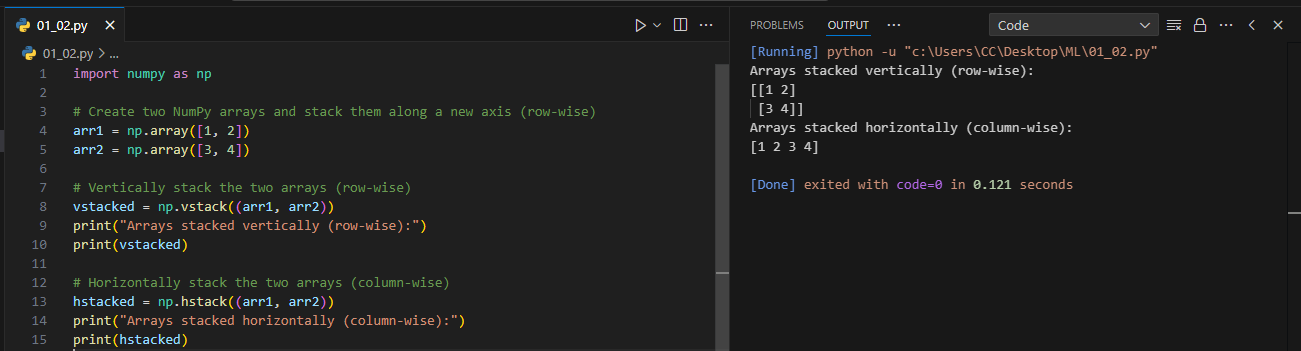 01_02.py
01_02.py > ...
1 import numpy as np
2
3 # Create two NumPy arrays and stack them along a new axis (row-wise)
4 arr1 = np.array([1, 2])
5 arr2 = np.array([3, 4])
6
7 # Vertically stack the two arrays (row-wise)
8 vstacked = np.vstack((arr1, arr2))
9 print("Arrays stacked vertically (row-wise):")
10 print(vstacked)
11
12 # Horizontally stack the two arrays (column-wise)
13 hstacked = np.hstack((arr1, arr2))
14 print("Arrays stacked horizontally (column-wise):")
15 print(hstacked)
PROBLEMS OUTPUT ... Code
[Running] python -u "c:\Users\CC\Desktop\ML\01_02.py"
Arrays stacked vertically (row-wise):
[[1 2]
 [3 4]]
Arrays stacked horizontally (column-wise):
[1 2 3 4]
[Done] exited with code=0 in 0.121 seconds